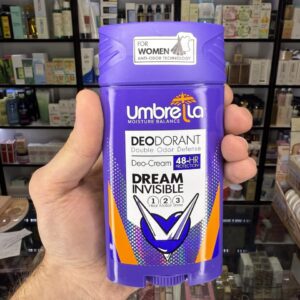 FOR
WOMEN
ANTI-ODOR TECHNOLOGY
umbrella
MOISTURE BALANCE
DEODORANT
Double Odor Defense
Deo-Cream
48-HR
PROTECTION
DREAM
INVISIBLE
1 2 3